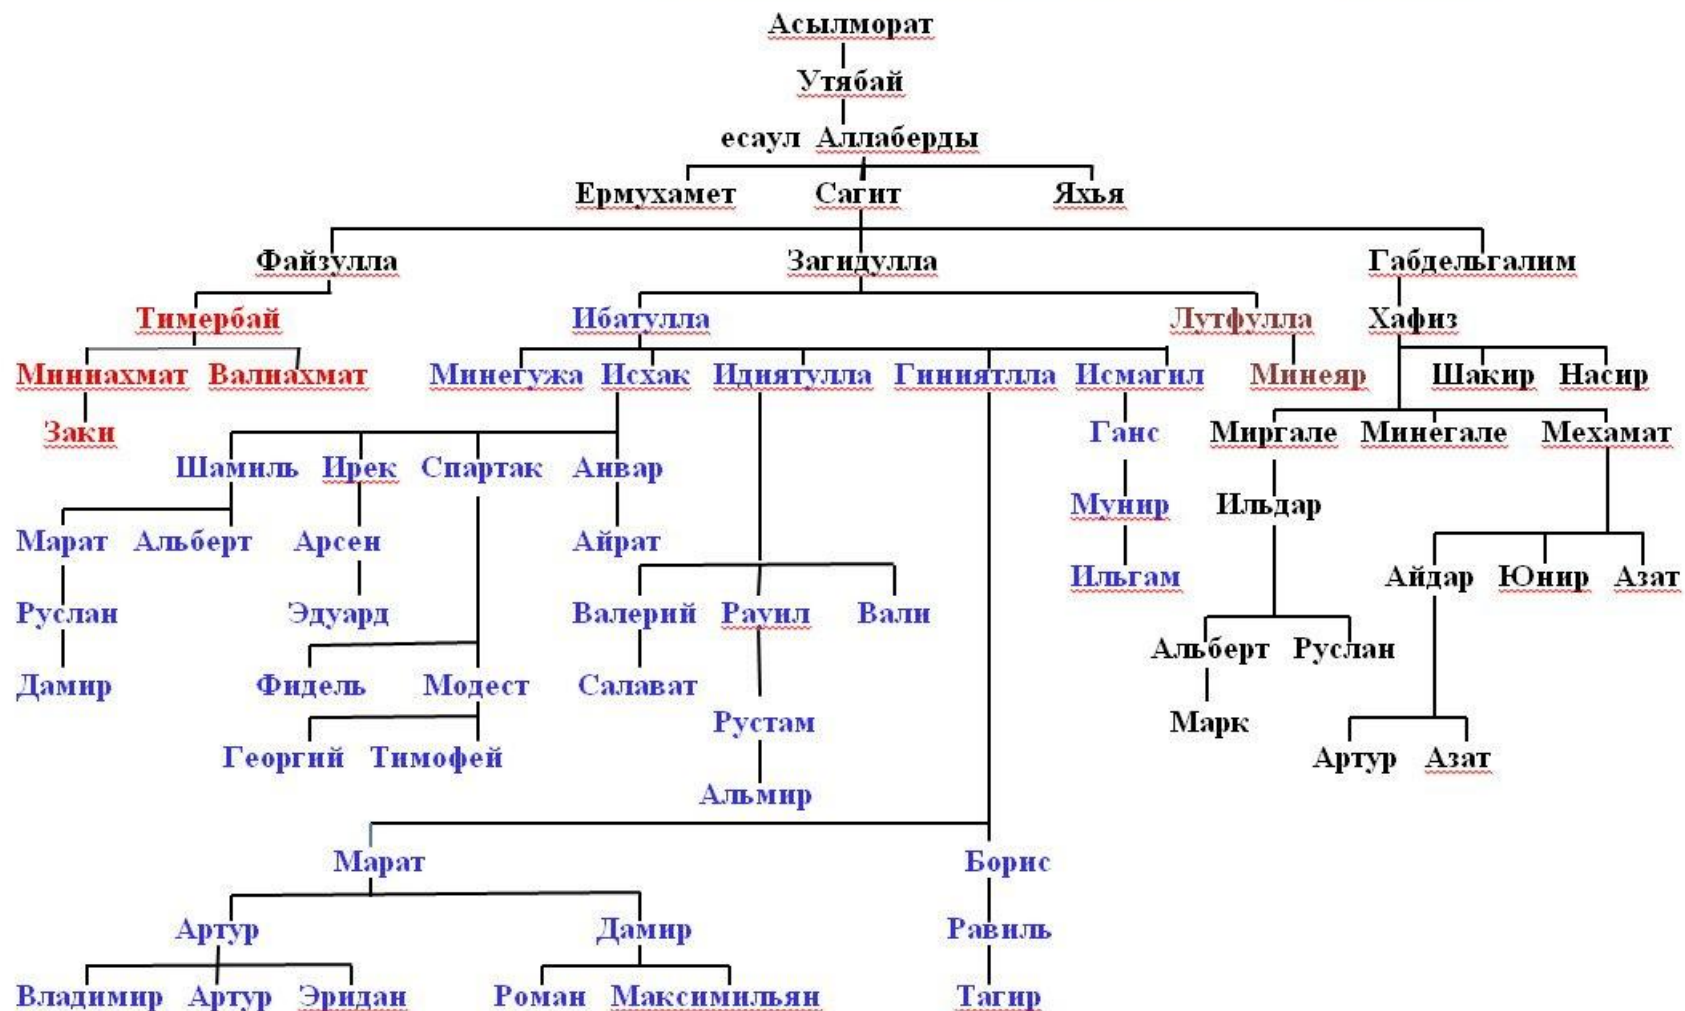 Асылморат
Утябай
есаул Аллаберды
Ермухамет Сагит Яхья
Файзулла Загидулла Габдельгалим
Тимербай Ибатулла Лутфулла Хафиз
Миниахмат Валиахмат Минегужа Исхак Идиятулла Гиниятлла Исмагил Минеяр Шакир Насир
Заки Ганс Миргале Минегале Мехамат
Шамиль Ирек Спартак Анвар
Мунир Ильдар
Марат Альберт Арсен Айрат
Ильгам Айдар Юнир Азат
Руслан Эдуард Валерий Рауил Вали
Альберт Руслан
Дамир Фидель Модест Салават
Рустам Марк
Георгий Тимофей Артур Азат
Альмир
Марат Борис
Артур Дамир Равиль
Владимир Артур Эридан Роман Максимильян Тагир